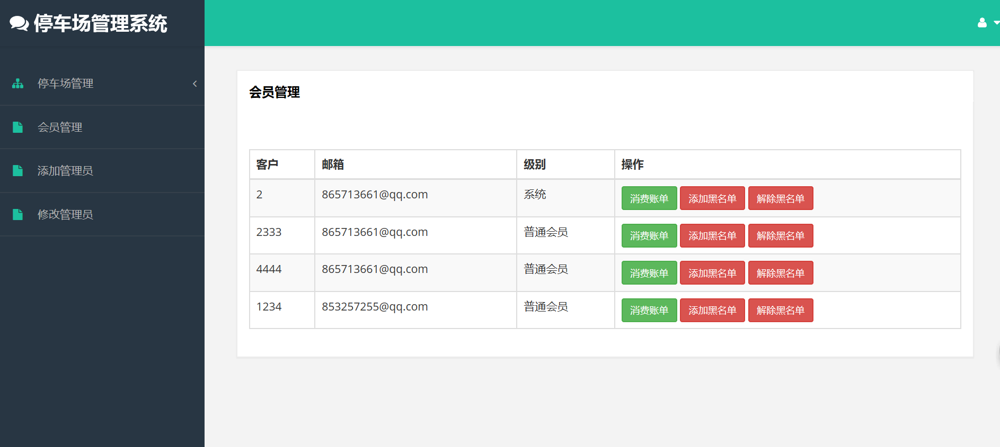 停车场管理系统
停车场管理
会员管理
添加管理员
修改管理员
会员管理
客户 邮箱 级别 操作
2 865713661@qq.com 系统 消费账单 添加黑名单 解除黑名单
2333 865713661@qq.com 普通会员 消费账单 添加黑名单 解除黑名单
4444 865713661@qq.com 普通会员 消费账单 添加黑名单 解除黑名单
1234 853257255@qq.com 普通会员 消费账单 添加黑名单 解除黑名单